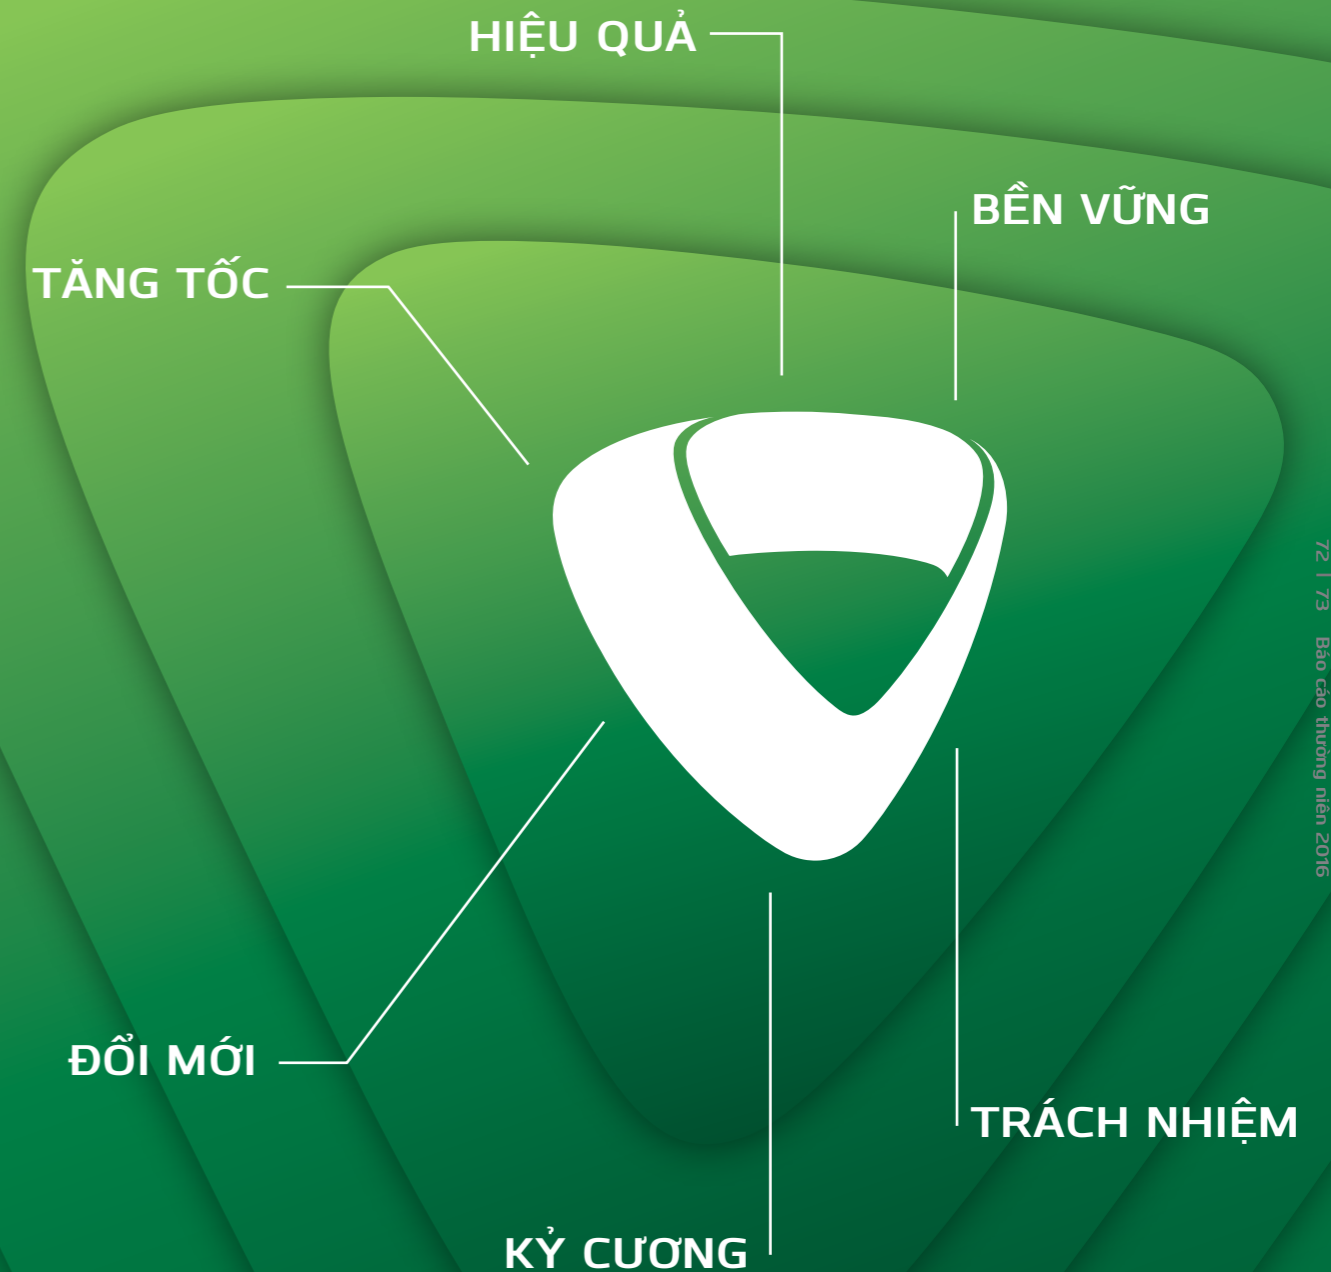 HIỆU QUẢ
BỀN VỮNG
TĂNG TỐC
72 | 73 Báo cáo thường niên 2016
ĐỔI MỚI
TRÁCH NHIỆM
KỶ CƯƠNG